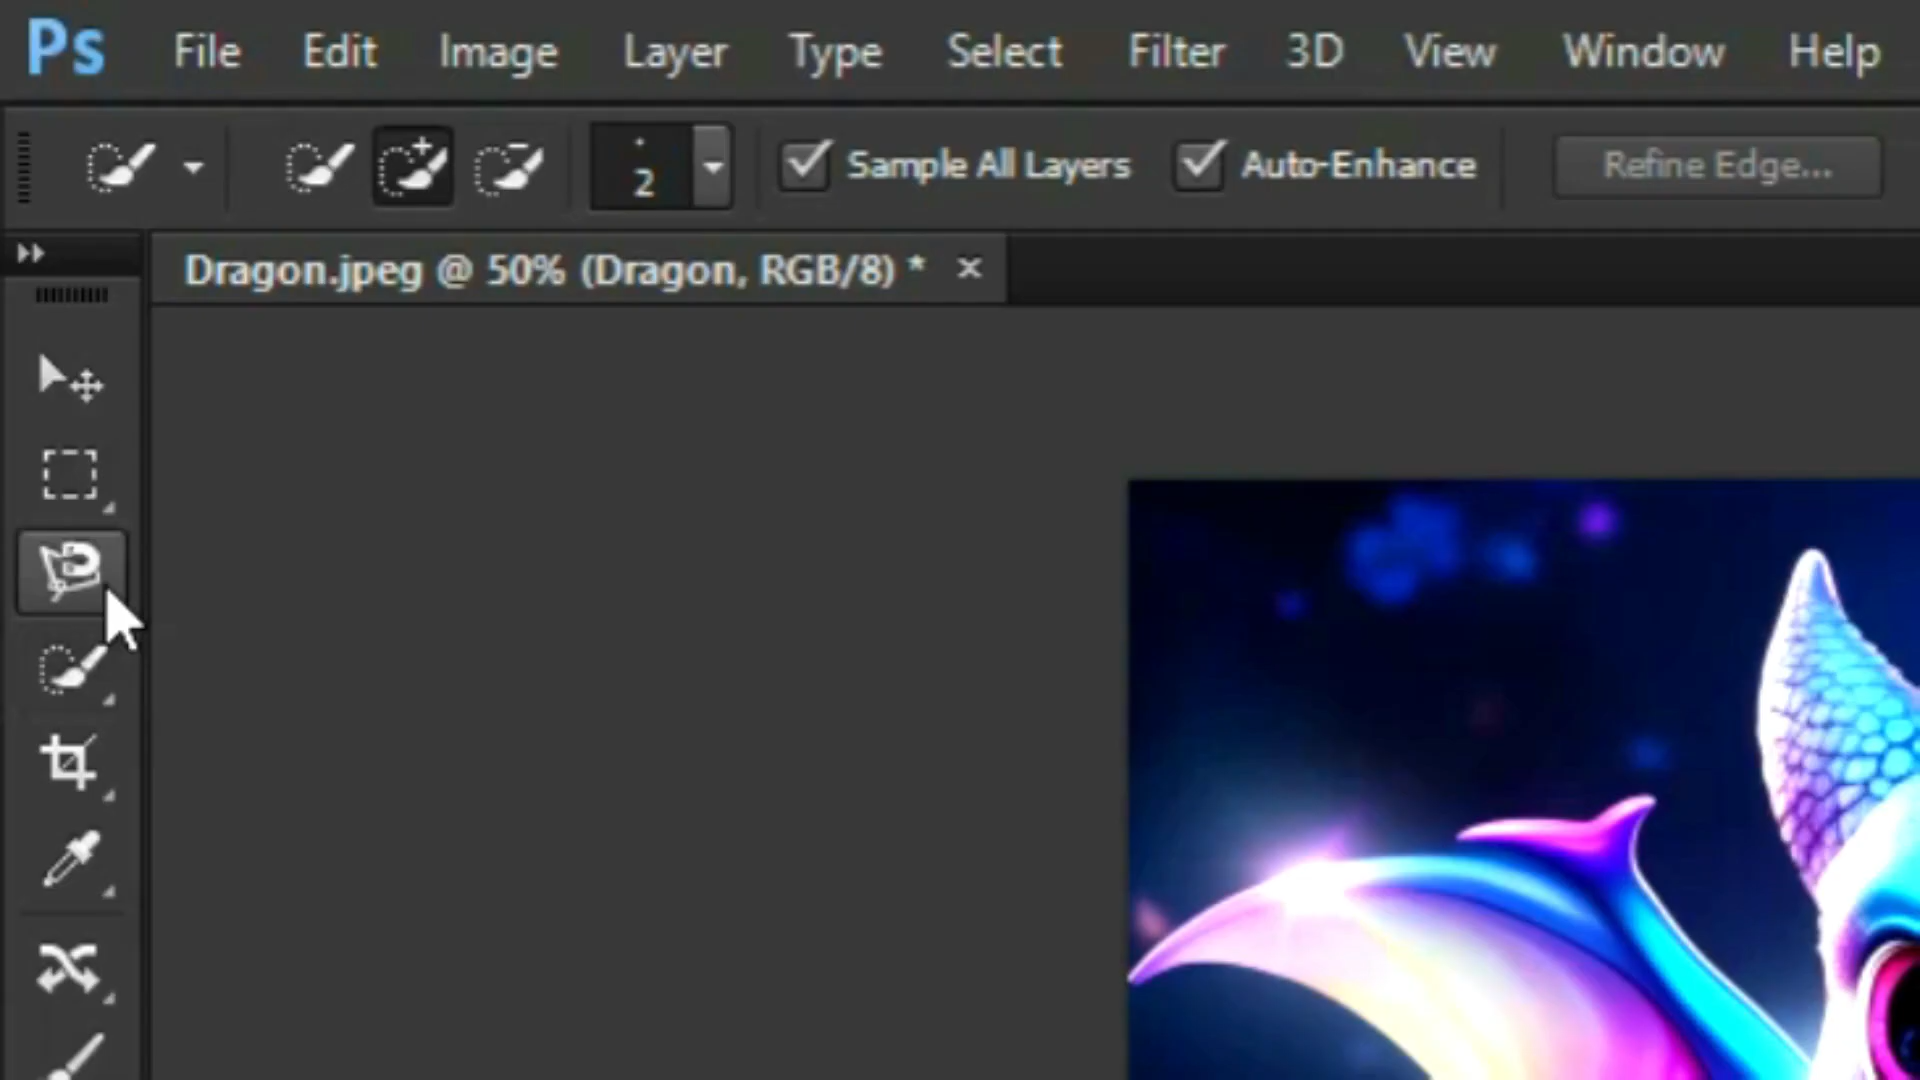 Ps File Edit Image Layer Type Select Filter 3D View Window Help
2 Sample All Layers Auto-Enhance Refine Edge...
Dragon.jpeg @ 50% (Dragon, RGB/8) * ×